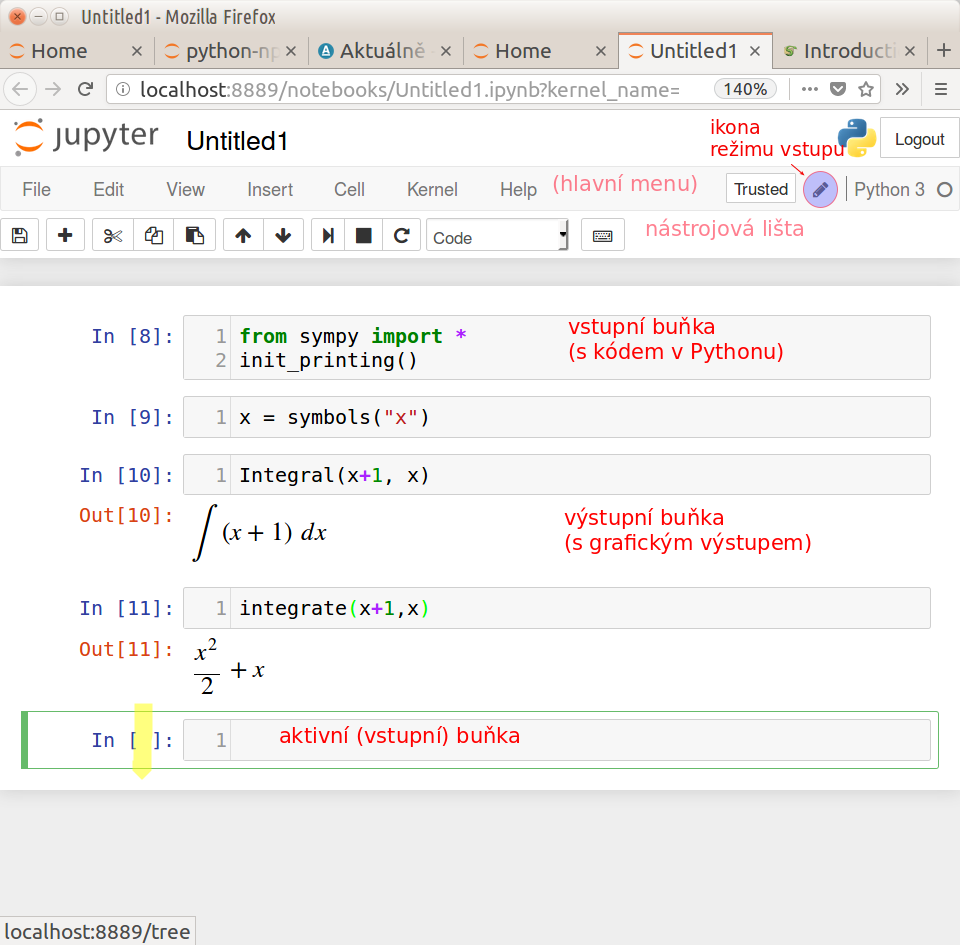 Untitled1 - Mozilla Firefox
Home python-np Aktuálně Home Untitled1 Introducti
localhost:8889/notebooks/Untitled1.ipynb?kernel_name= 140%
jupyter Untitled1 Logout
ikona
režimu vstupu
File Edit View Insert Cell Kernel Help (hlavní menu) Trusted Python 3
Code nástrojová lišta
In [8]: 1 from sympy import *
2 init_printing()
vstupní buňka
(s kódem v Pythonu)
In [9]: 1 x = symbols("x")
In [10]: 1 Integral(x+1, x)
Out[10]: ∫ (x + 1) dx
výstupní buňka
(s grafickým výstupem)
In [11]: 1 integrate(x+1,x)
Out[11]: x²/2 + x
In [ ]: 1 aktivní (vstupní) buňka
localhost:8889/tree